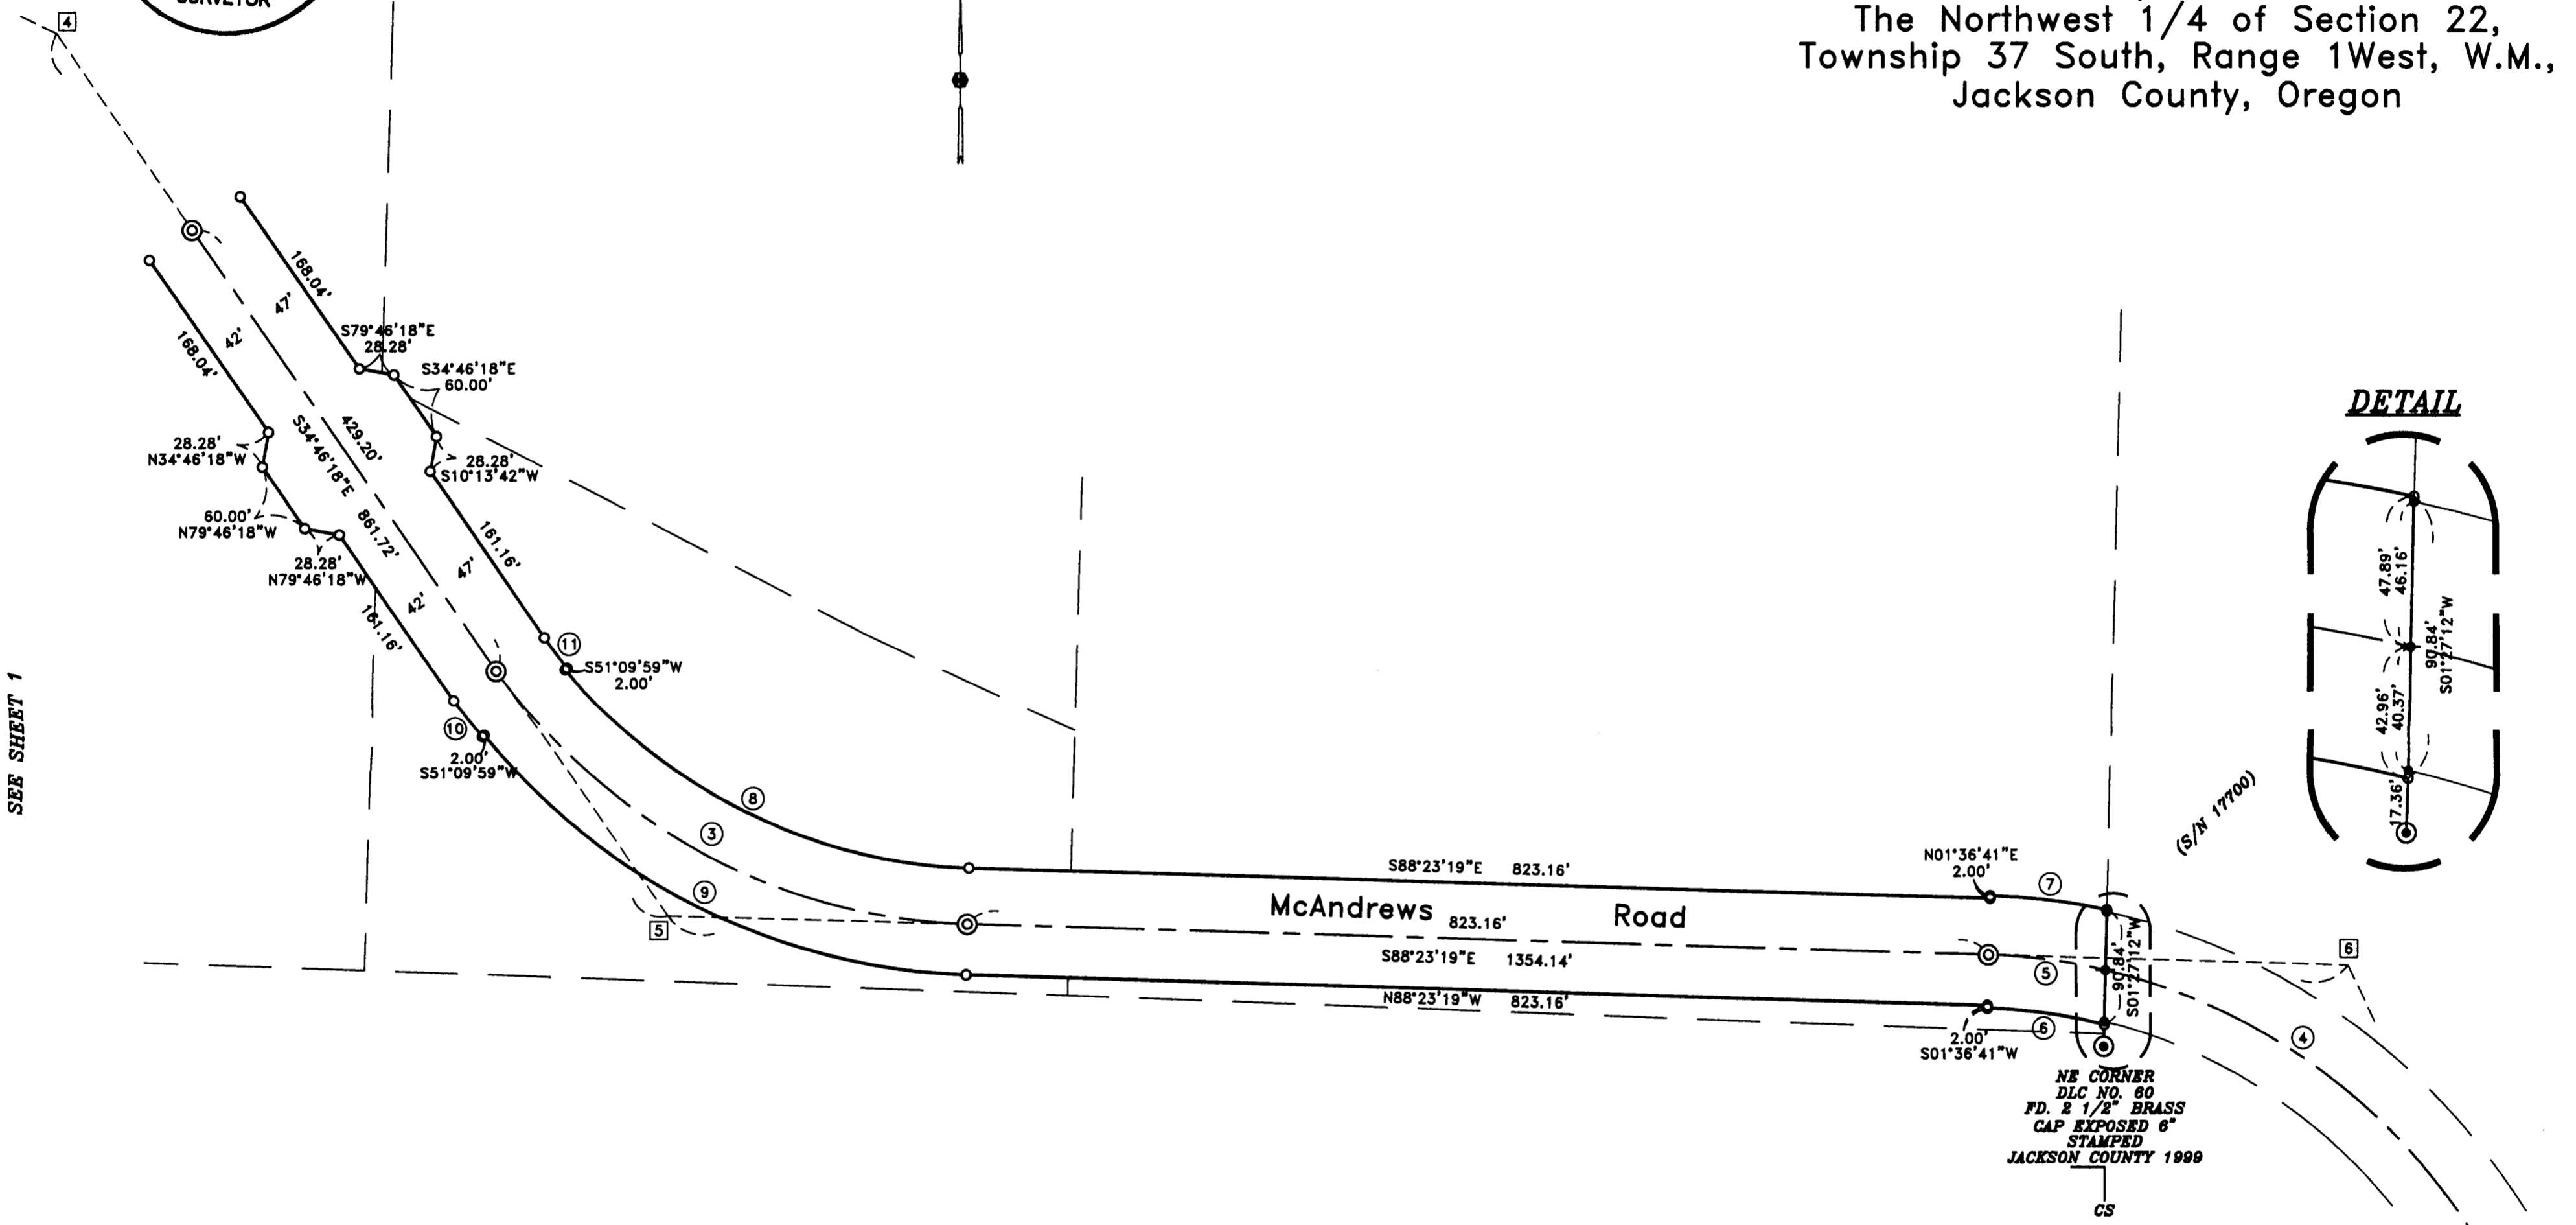 SURVEYOR
The Northwest 1/4 of Section 22,
Township 37 South, Range 1West, W.M.,
Jackson County, Oregon
4
168.04'
47'
42'
168.04'
S79°46'18"E
28.28'
S34°46'18"E
60.00'
28.28'
S10°13'42"W
28.28'
N34°46'18"W
60.00'
N79°46'18"W
28.28'
N79°46'18"W
429.20'
S34°46'18"E
861.72'
161.16'
47'
42'
161.16'
11
S51°09'59"W
2.00'
10
2.00'
S51°09'59"W
SEE SHEET 1
8
3
9
5
S88°23'19"E 823.16'
McAndrews Road
823.16'
S88°23'19"E 1354.14'
N88°23'19"W 823.16'
N01°36'41"E
2.00'
7
5
6
2.00'
S01°36'41"W
90.84'
S01°27'12"W
6
4
(S/N 17700)
DETAIL
47.89'
46.16'
90.84'
S01°27'12"W
42.96'
40.37'
17.36'
NE CORNER
DLC NO. 60
FD. 2 1/2" BRASS
CAP EXPOSED 6"
STAMPED
JACKSON COUNTY 1999
CS